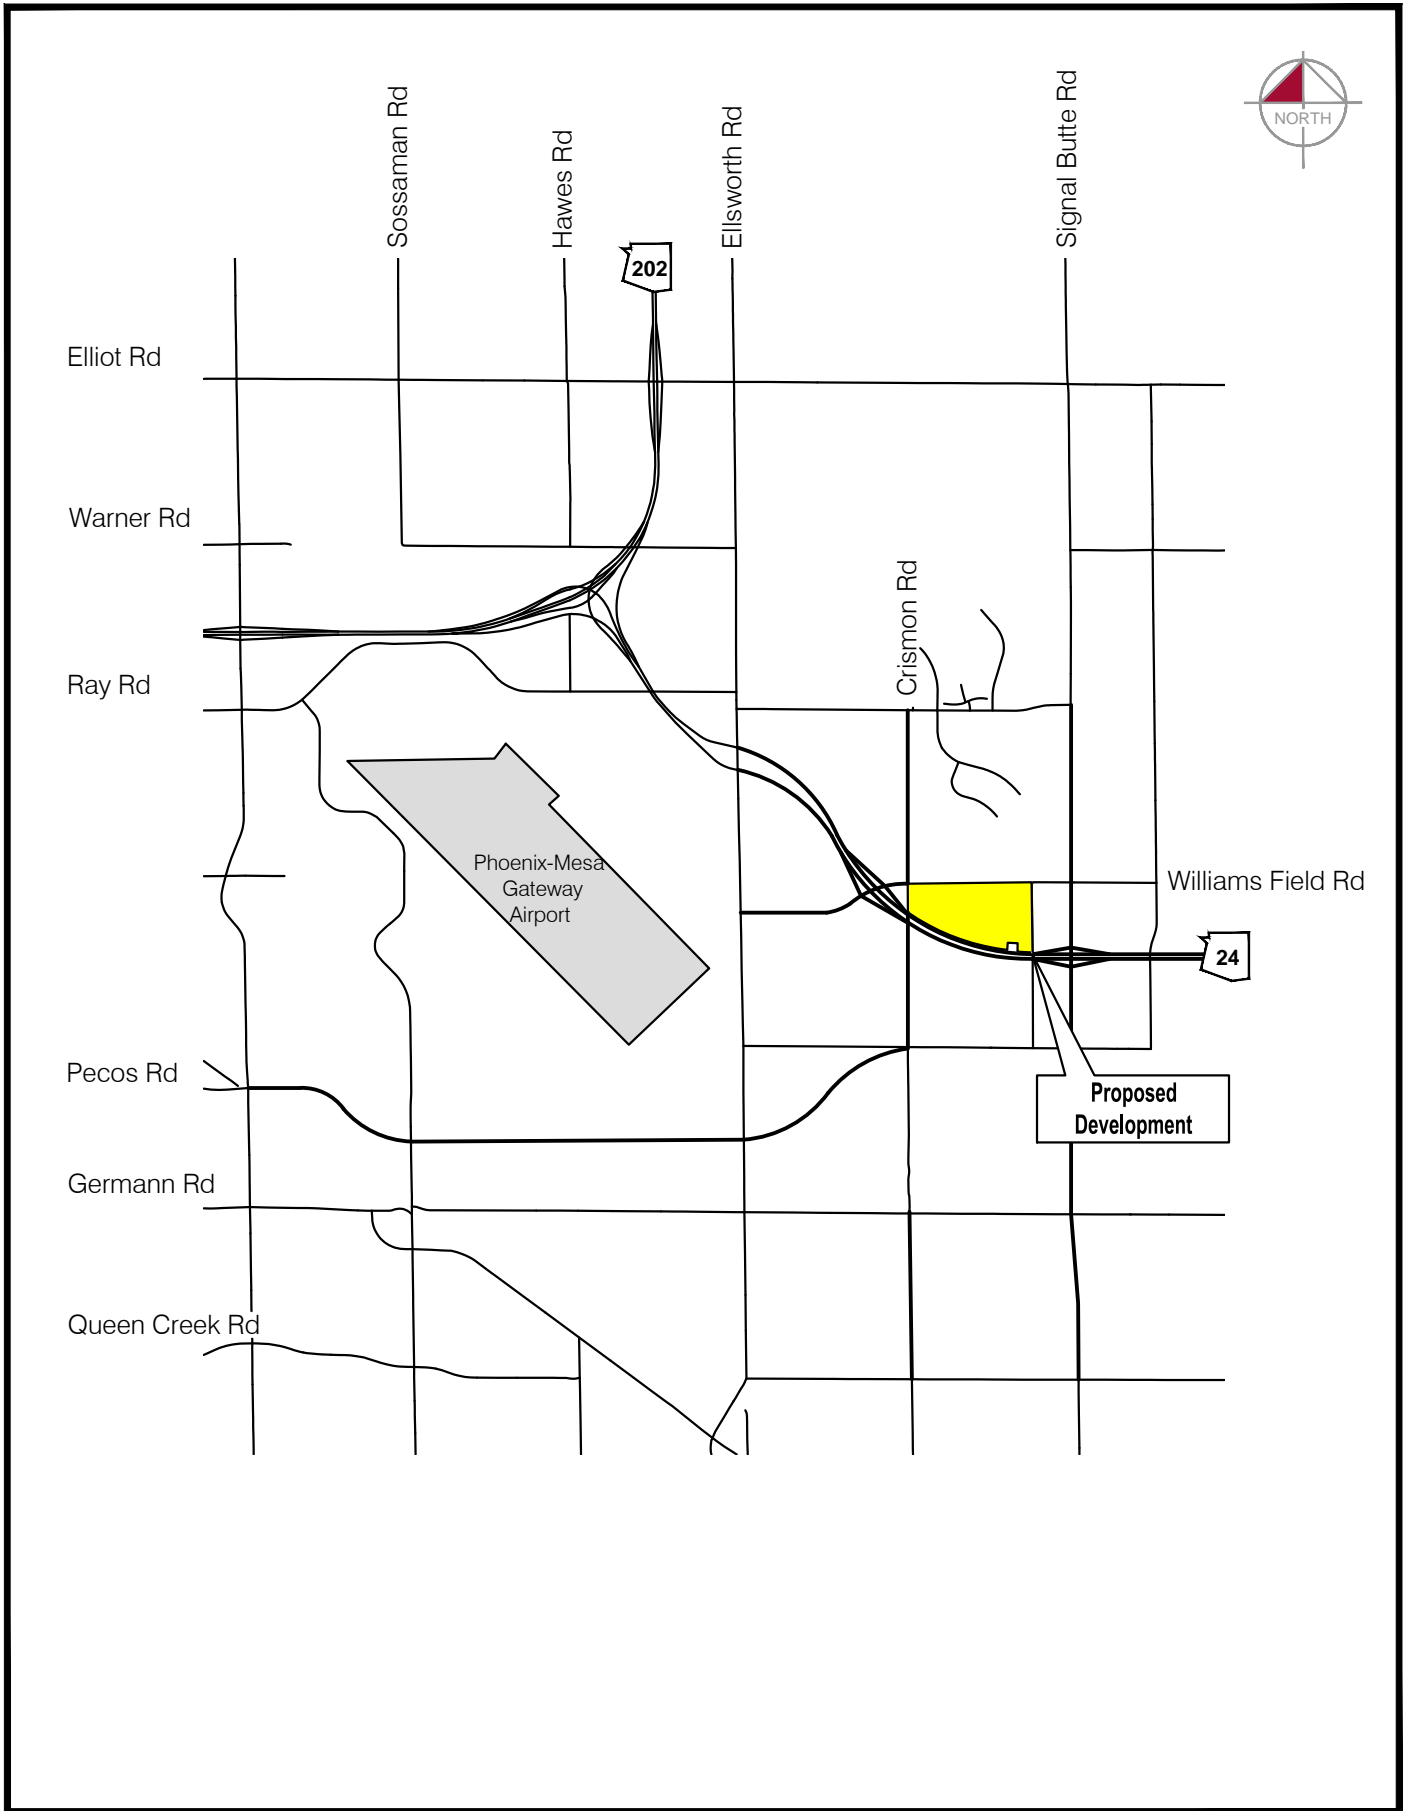 Sossaman Rd
Hawes Rd
Ellsworth Rd
Signal Butte Rd
NORTH
202
Elliot Rd
Warner Rd
Crismon Rd
Ray Rd
Phoenix-Mesa
Gateway
Airport
Williams Field Rd
24
Pecos Rd
Proposed
Development
Germann Rd
Queen Creek Rd